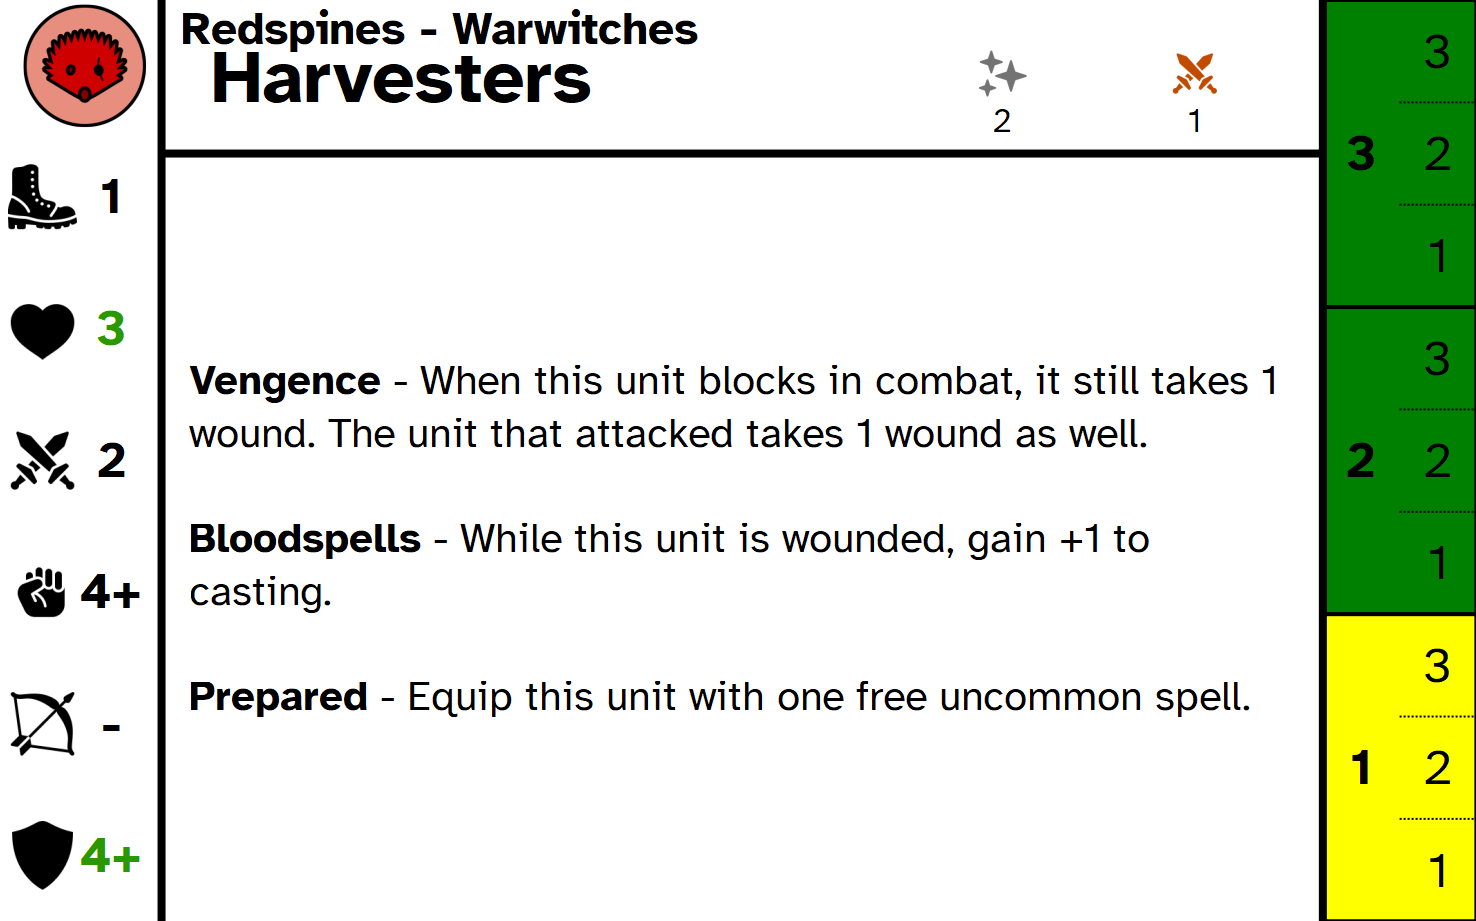 Redspines - Warwitches
Harvesters
2
1
1
3
2
4+
-
4+
Vengence - When this unit blocks in combat, it still takes 1
wound. The unit that attacked takes 1 wound as well.
Bloodspells - While this unit is wounded, gain +1 to
casting.
Prepared - Equip this unit with one free uncommon spell.
3
3
2
1
2
3
2
1
1
3
2
1